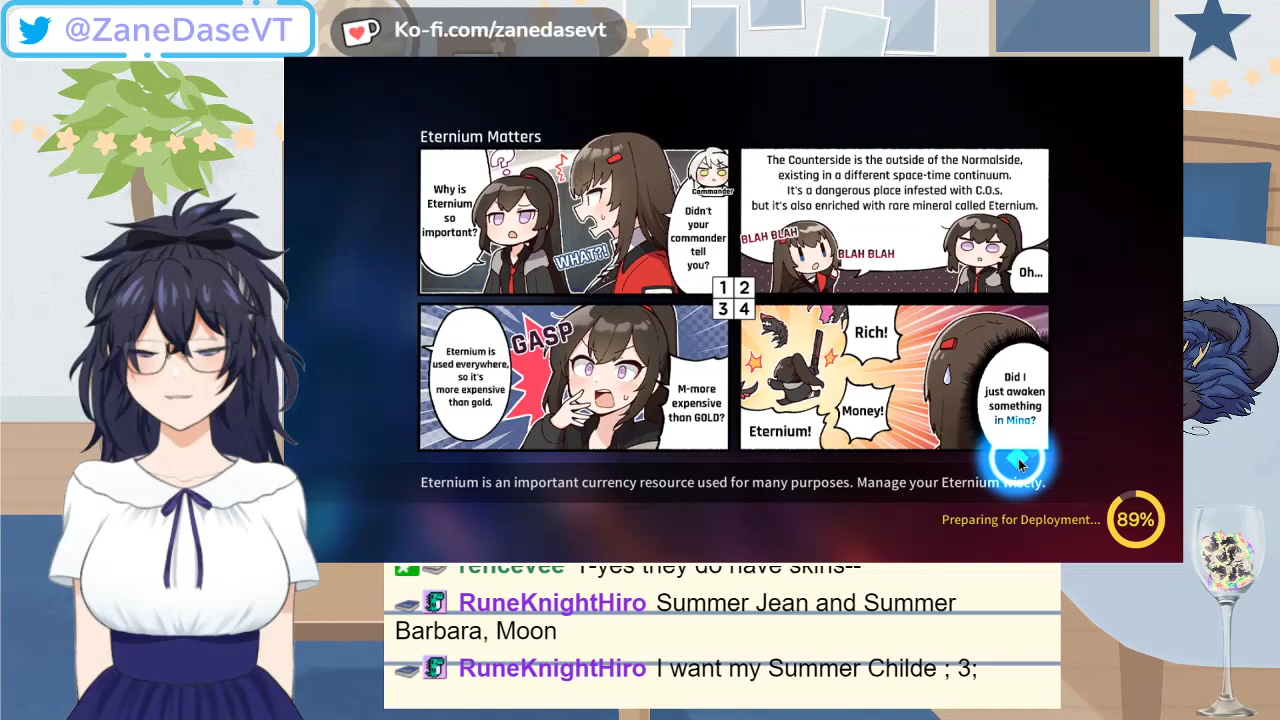 @ZaneDaseVT
Ko-fi.com/zanedasevt
Eternium Matters
Why is
Eternium
so
important?
WHAT?!
Commander
Didn't
your
commander
tell
you?
The Counterside is the outside of the Normalside,
existing in a different space-time continuum.
It's a dangerous place infested with C.O.s,
but it's also enriched with rare mineral called Eternium.
BLAH BLAH
BLAH BLAH
Oh...
1 2
3 4
Eternium is
used everywhere,
so it's
more expensive
than gold.
GASP
M-more
expensive
than GOLD?
Rich!
Money!
Eternium!
Did I
just awaken
something
in Mina?
Eternium is an important currency resource used for many purposes. Manage your Eternium wisely.
Preparing for Deployment... 89%
renceVee Y-yes they do have skins--
RuneKnightHiro Summer Jean and Summer
Barbara, Moon
RuneKnightHiro I want my Summer Childe ; 3;